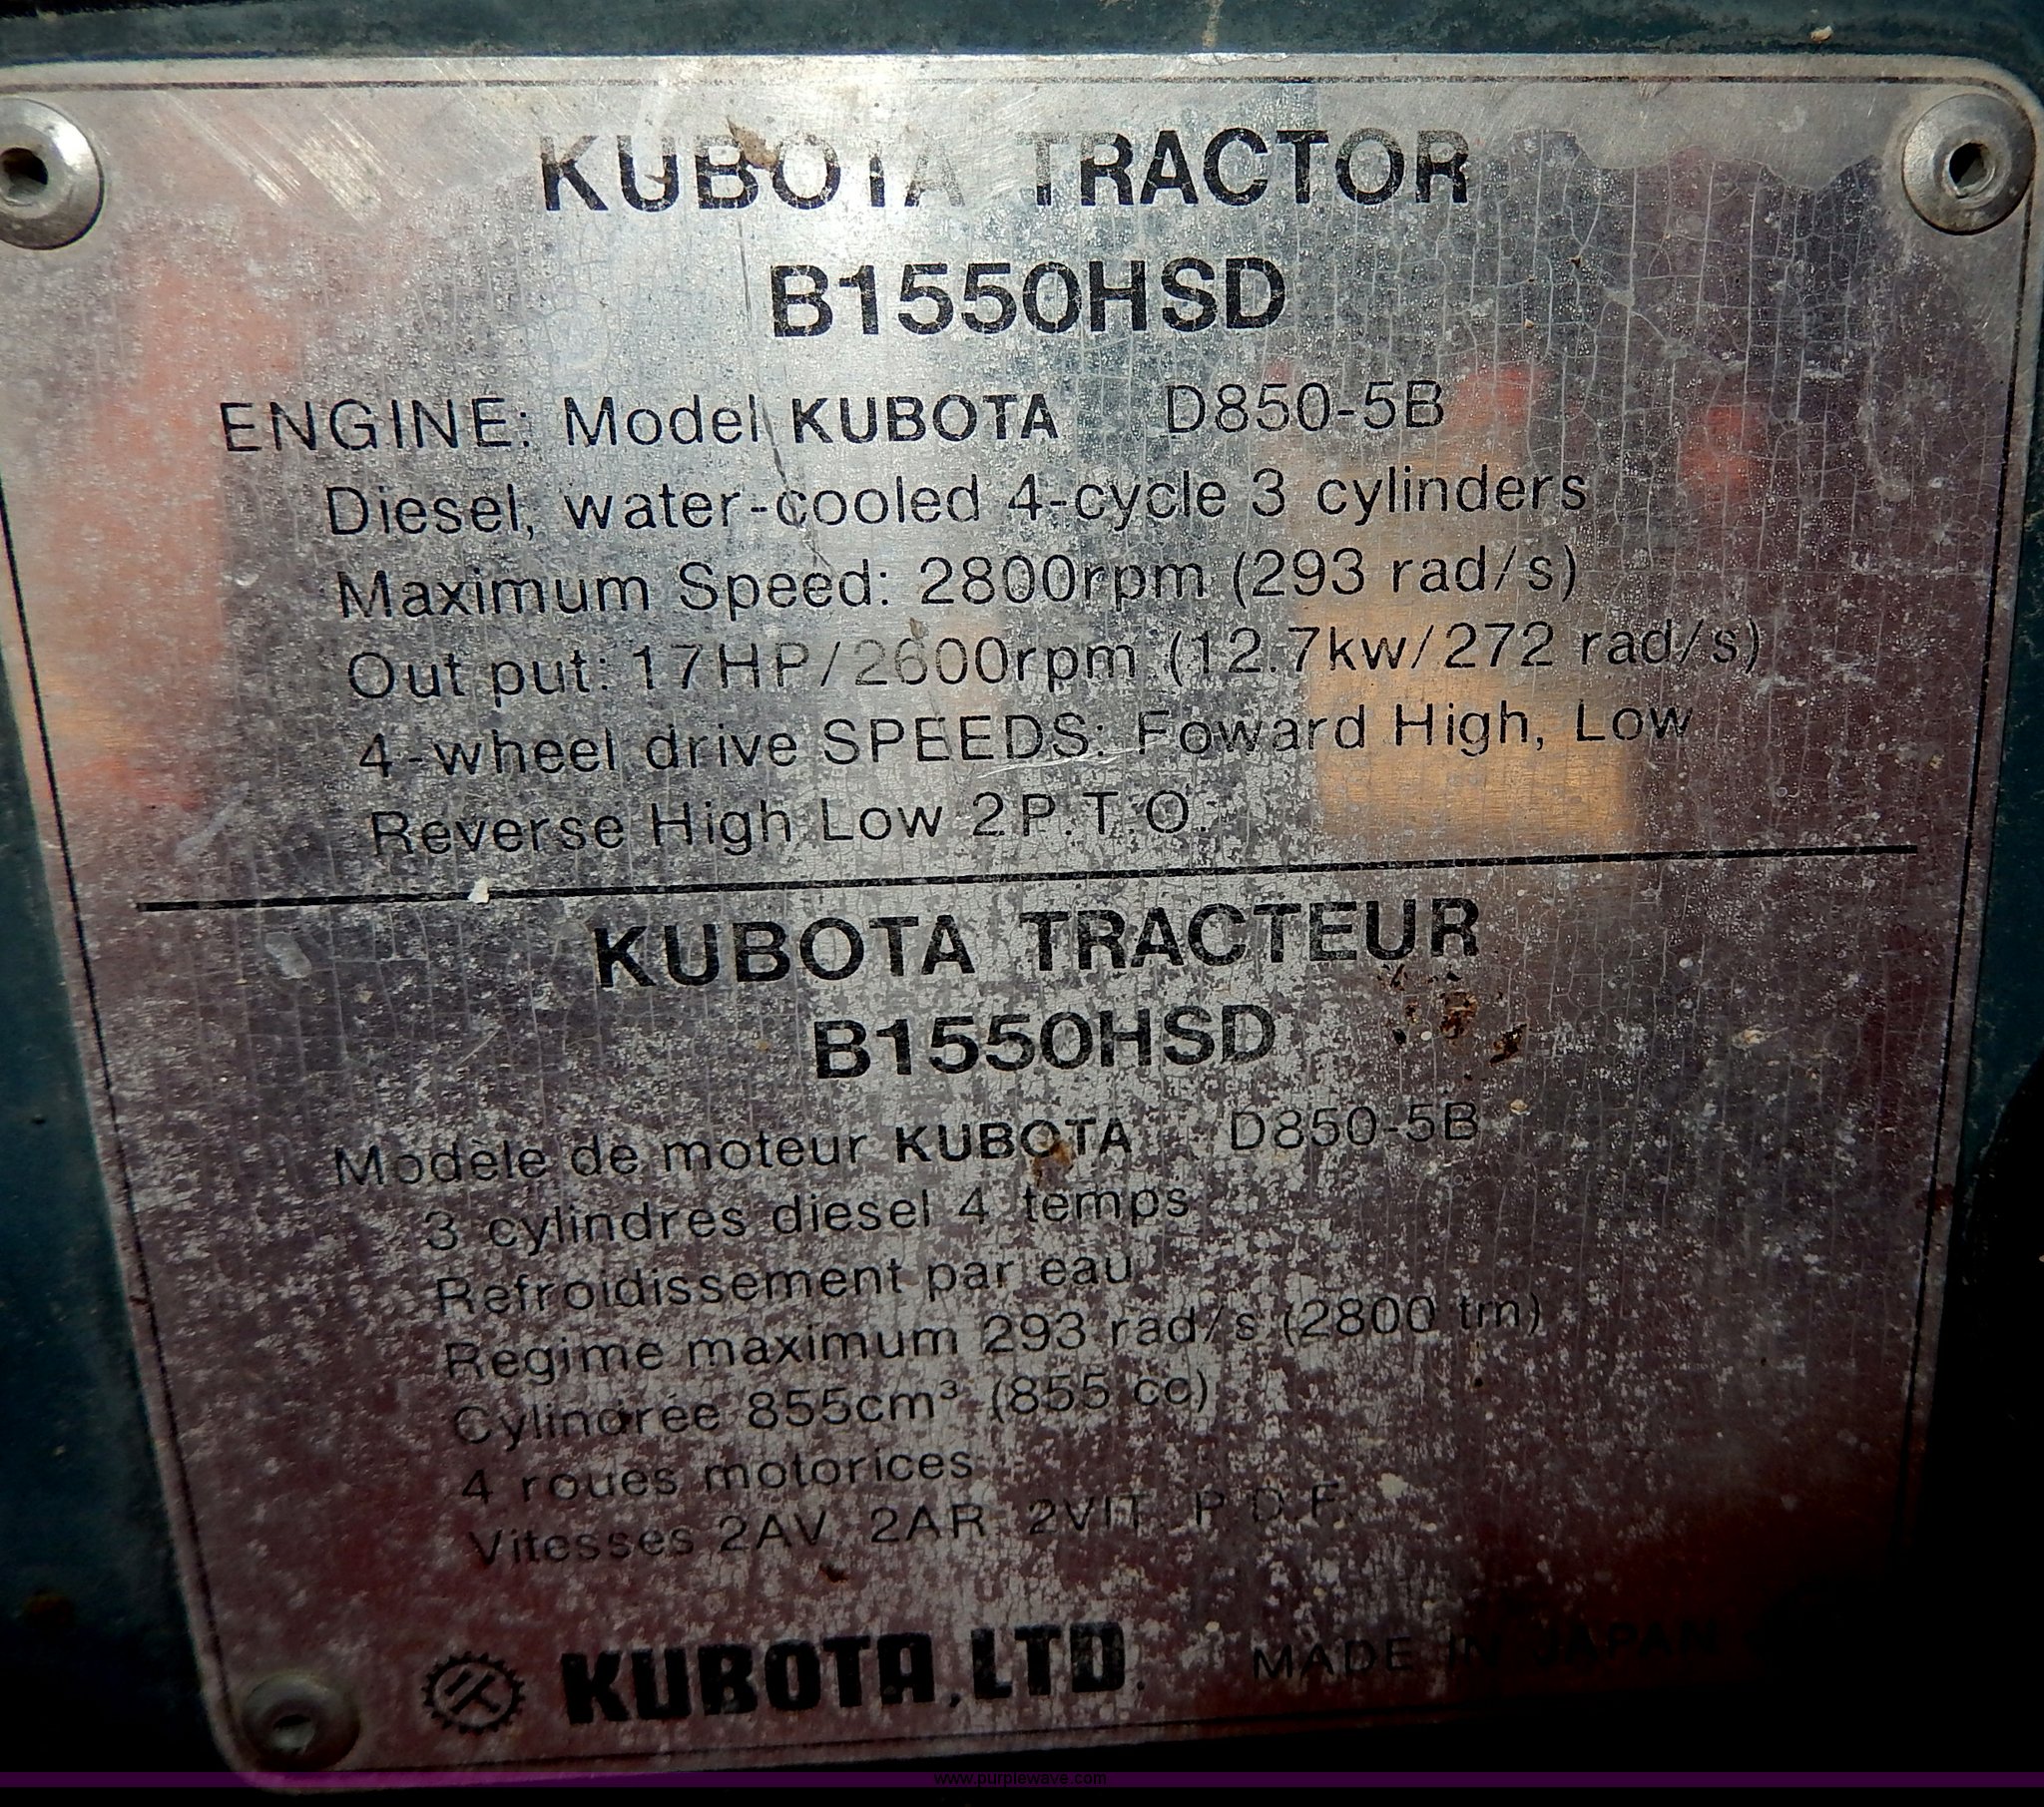 KUBOTA TRACTOR
B1550HSD
ENGINE: Model KUBOTA D850-5B
Diesel, water-cooled 4-cycle 3 cylinders
Maximum Speed: 2800rpm (293 rad/s)
Out put: 17HP/2600rpm (12.7kw/272 rad/s)
4-wheel drive SPEEDS: Foward High, Low
Reverse High Low 2 P.T.O.
KUBOTA TRACTEUR
B1550HSD
Modèle de moteur KUBOTA D850-5B
3 cylindres diesel 4 temps
Refroidissement par eau
Regime maximum 293 rad/s (2800 trn)
Cylindrée 855cm³ (855 cc)
4 roues motorices
Vitesses 2AV, 2AR 2VIT P.D.F.
KUBOTA, LTD. MADE IN JAPAN
www.purplewave.com